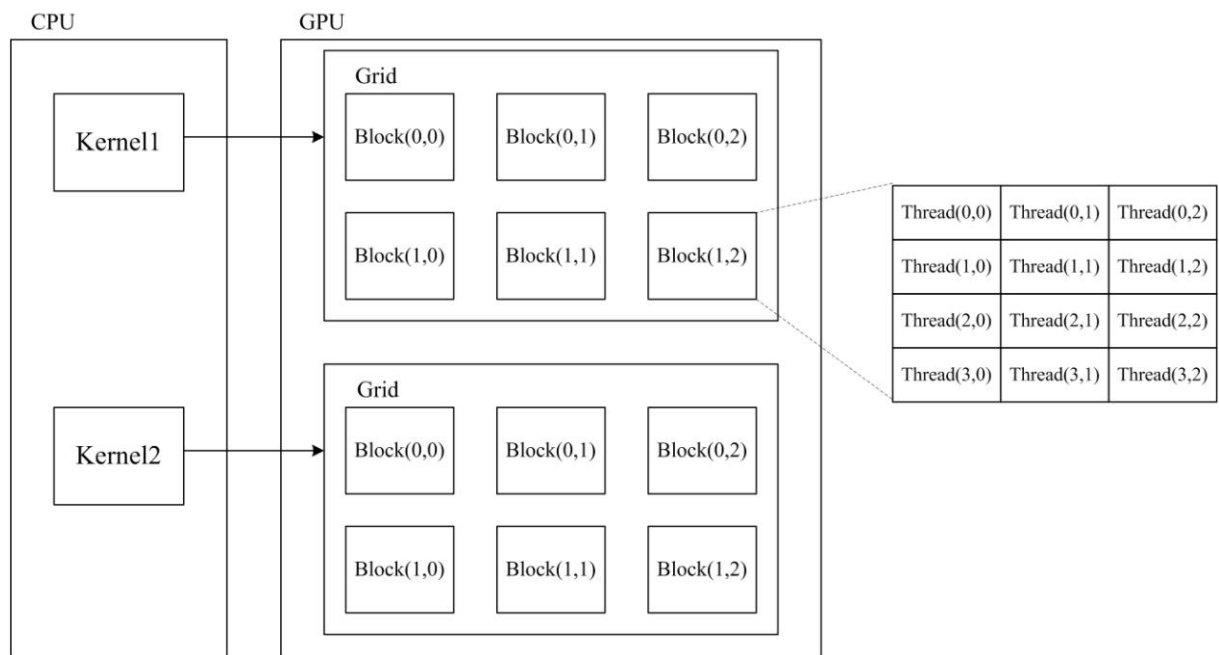 CPU
GPU
Grid
Kernel1
Block(0,0) Block(0,1) Block(0,2)
Block(1,0) Block(1,1) Block(1,2)
Thread(0,0) Thread(0,1) Thread(0,2)
Thread(1,0) Thread(1,1) Thread(1,2)
Thread(2,0) Thread(2,1) Thread(2,2)
Thread(3,0) Thread(3,1) Thread(3,2)
Grid
Kernel2
Block(0,0) Block(0,1) Block(0,2)
Block(1,0) Block(1,1) Block(1,2)